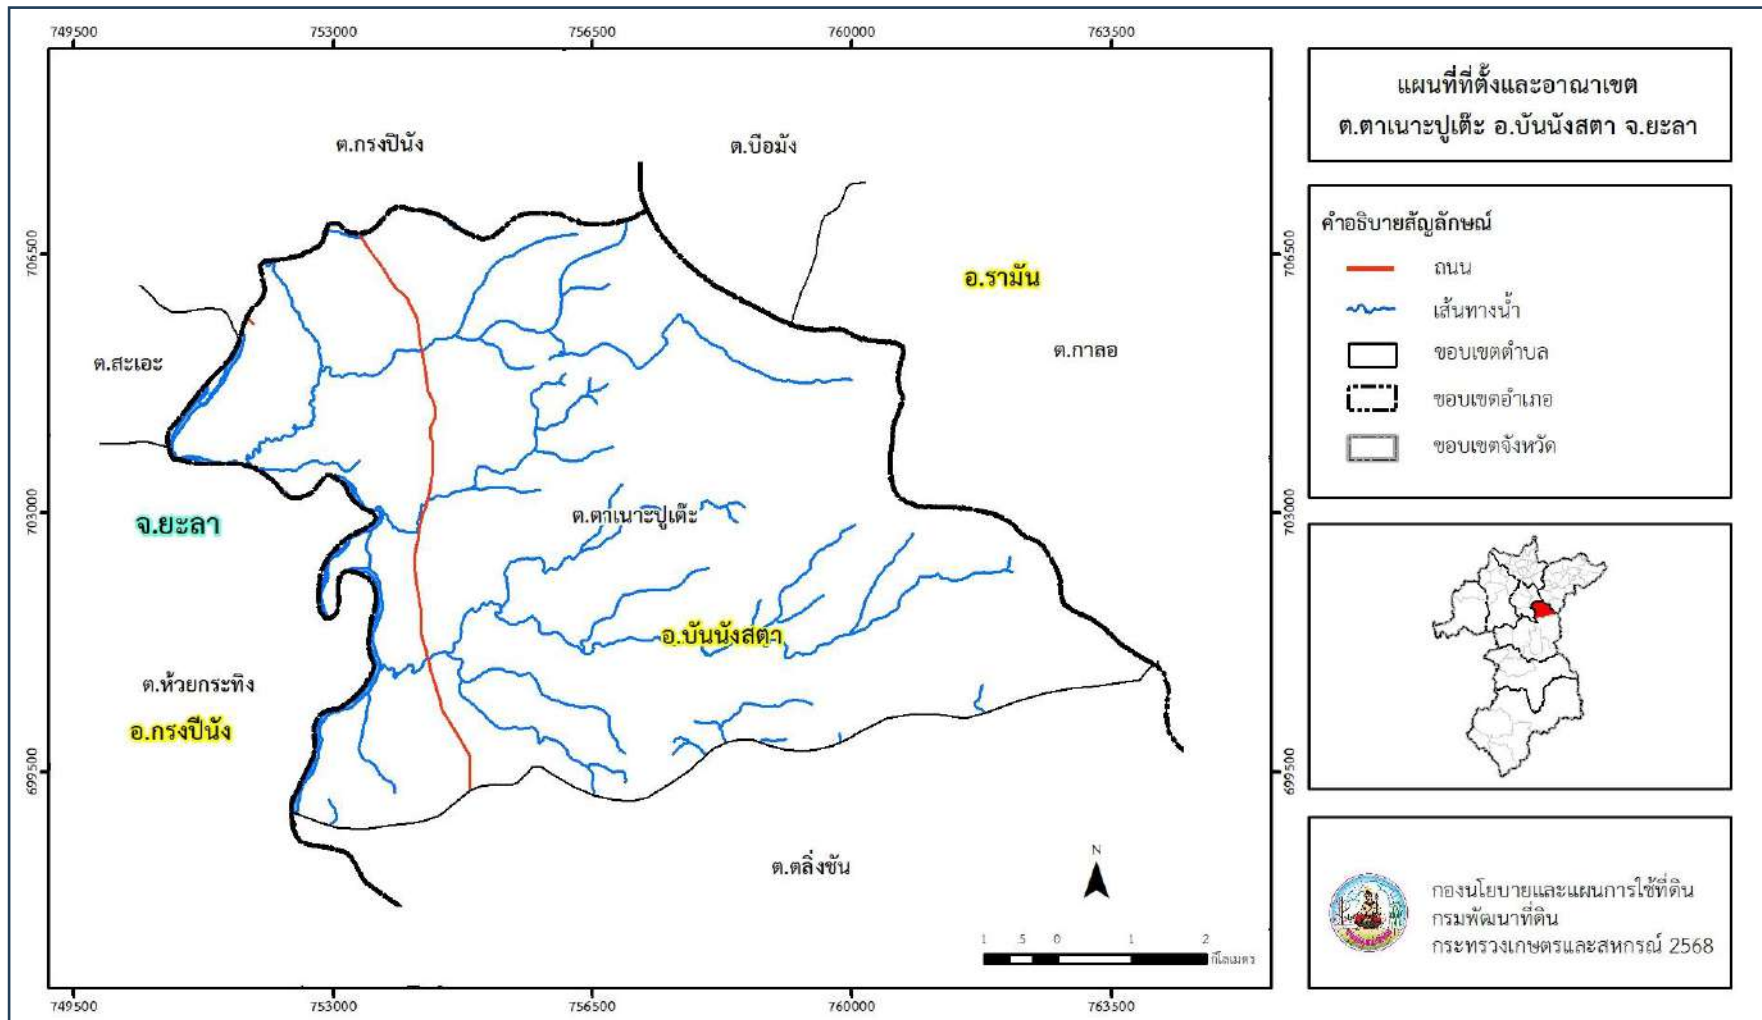 749500 753000 756500 760000 763500
แผนที่ที่ตั้งและอาณาเขต
ต.ตาเนาะปูเต๊ะ อ.บันนังสตา จ.ยะลา
ต.กรงปินัง
ต.บือมัง
คำอธิบายสัญลักษณ์
ถนน
เส้นทางน้ำ
ขอบเขตตำบล
ขอบเขตอำเภอ
ขอบเขตจังหวัด
706500
706500
อ.รามัน
ต.กาลอ
ต.สะเอะ
703000
703000
จ.ยะลา
ต.ตาเนาะปูเต๊ะ
อ.บันนังสตา
ต.ห้วยกระทิง
อ.กรงปินัง
699500
699500
ต.ตลิ่งชัน
N
1 .5 0 1 2
กิโลเมตร
กองนโยบายและแผนการใช้ที่ดิน
กรมพัฒนาที่ดิน
กระทรวงเกษตรและสหกรณ์ 2568
749500 753000 756500 760000 763500